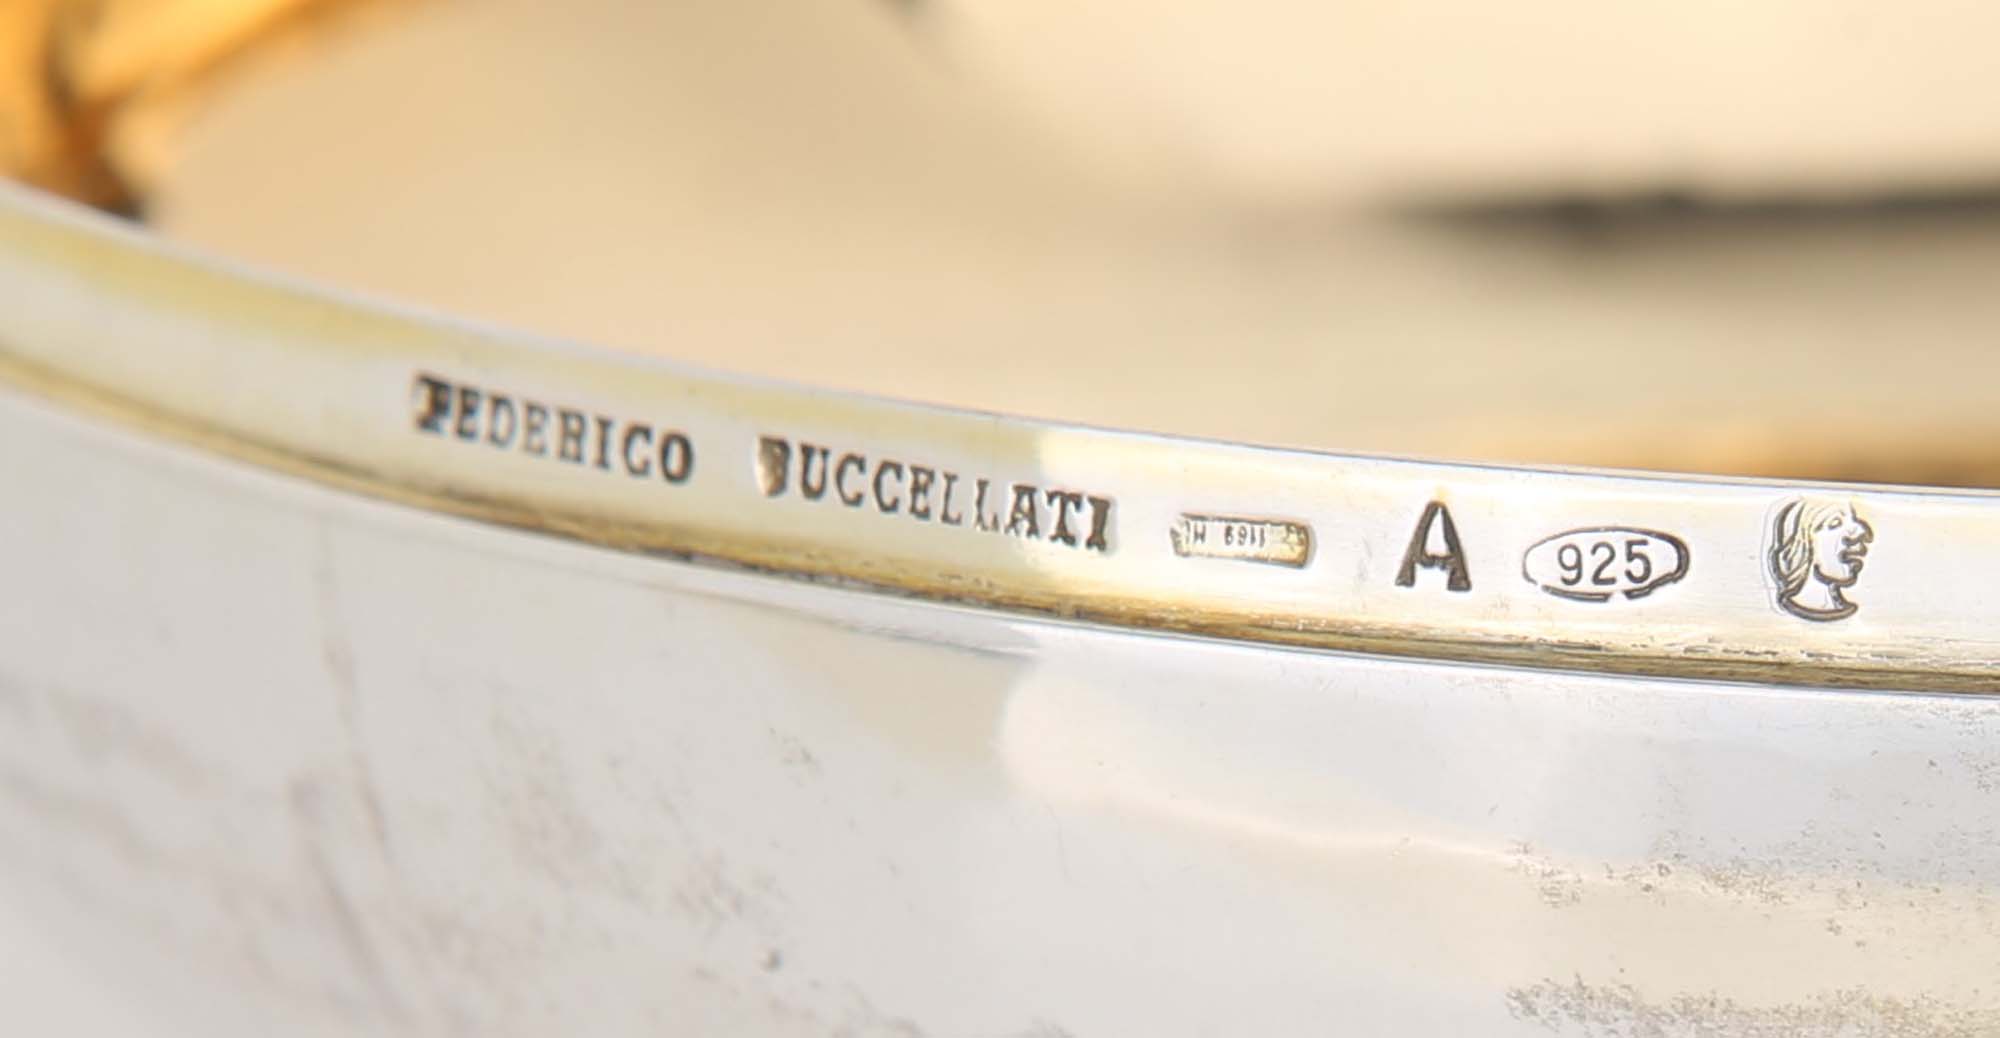 FEDERICO BUCCELLATI A 925